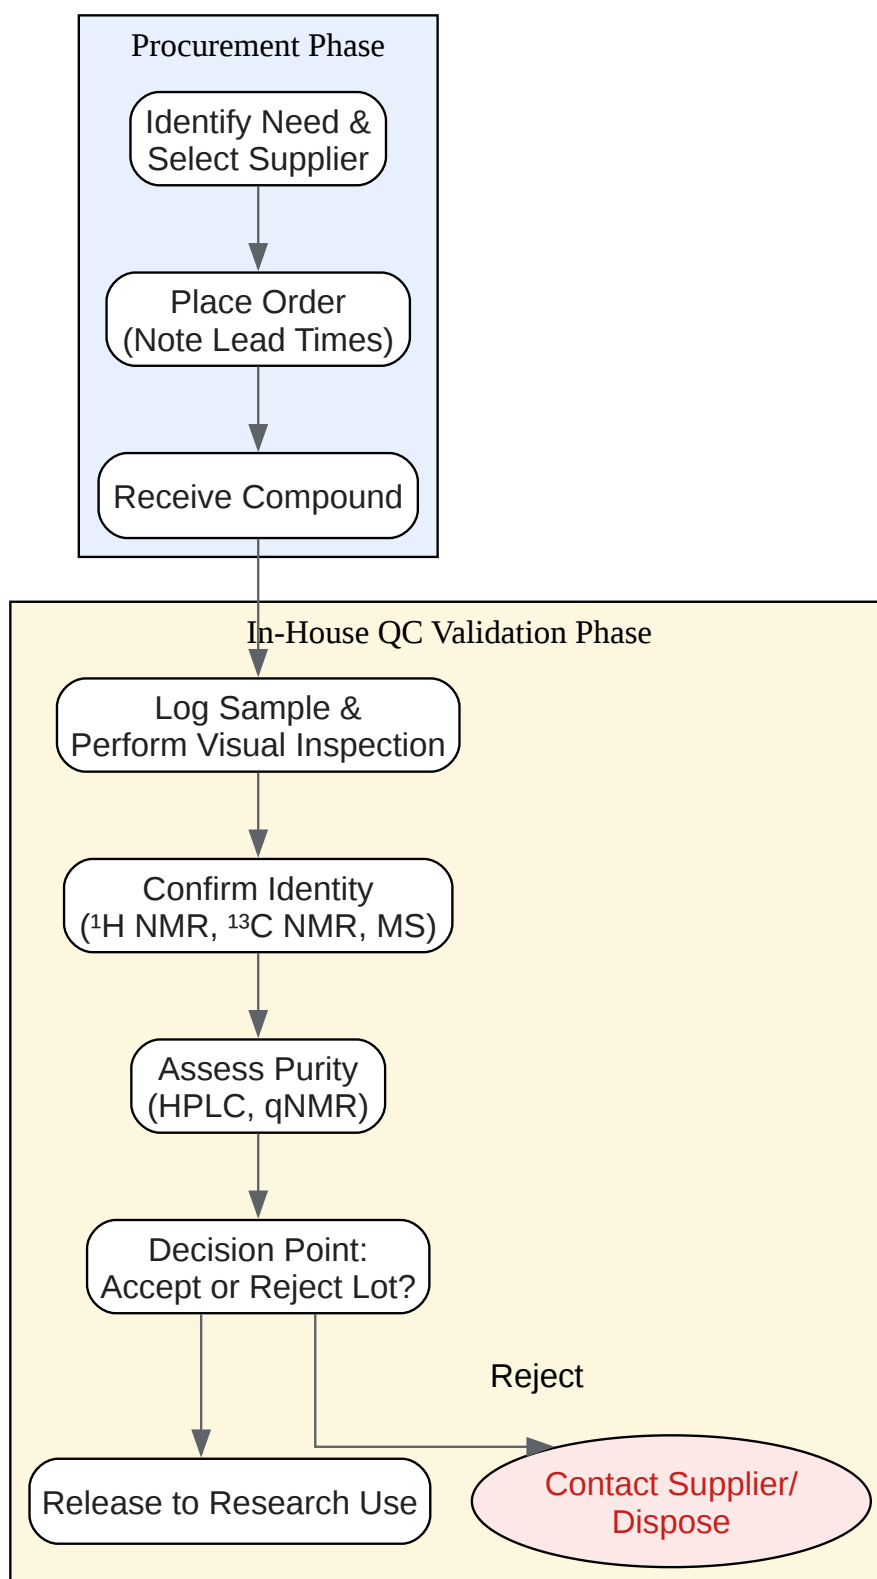 Procurement Phase
Identify Need &
Select Supplier
Place Order
(Note Lead Times)
Receive Compound
In-House QC Validation Phase
Log Sample &
Perform Visual Inspection
Confirm Identity
(¹H NMR, ¹³C NMR, MS)
Assess Purity
(HPLC, qNMR)
Decision Point:
Accept or Reject Lot?
Reject
Release to Research Use
Contact Supplier/
Dispose